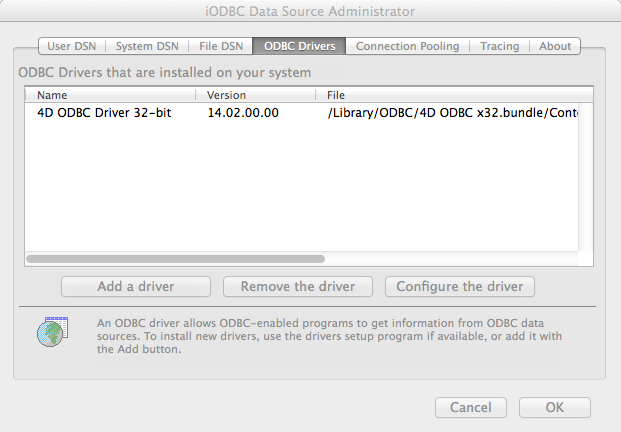 iODBC Data Source Administrator
User DSN System DSN File DSN ODBC Drivers Connection Pooling Tracing About
ODBC Drivers that are installed on your system
Name Version File
4D ODBC Driver 32-bit 14.02.00.00 /Library/ODBC/4D ODBC x32.bundle/Conte
Add a driver Remove the driver Configure the driver
An ODBC driver allows ODBC-enabled programs to get information from ODBC data
sources. To install new drivers, use the drivers setup program if available, or add it with
the Add button.
Cancel OK